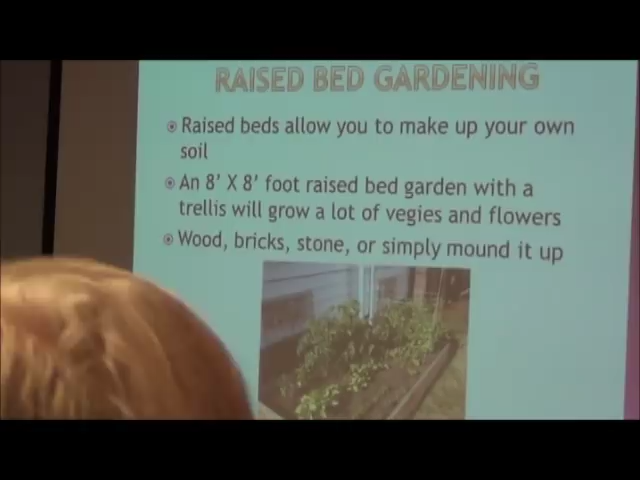 RAISED BED GARDENING
Raised beds allow you to make up your own
soil
An 8' X 8' foot raised bed garden with a
trellis will grow a lot of vegies and flowers
Wood, bricks, stone, or simply mound it up